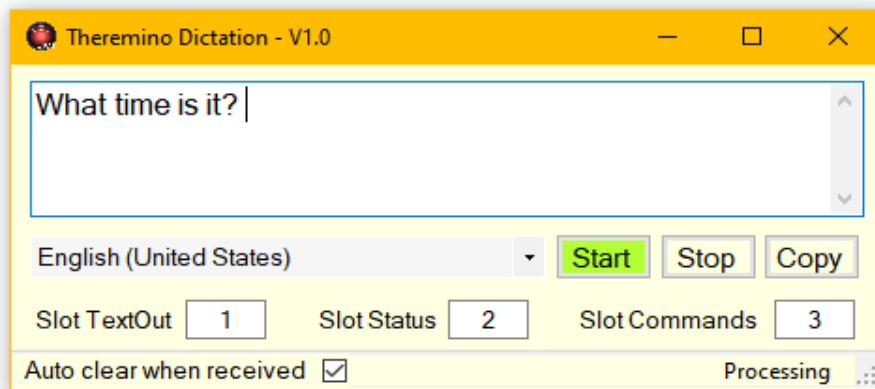 Theremino Dictation - V1.0
What time is it?
English (United States) Start Stop Copy
Slot TextOut 1 Slot Status 2 Slot Commands 3
Auto clear when received Processing